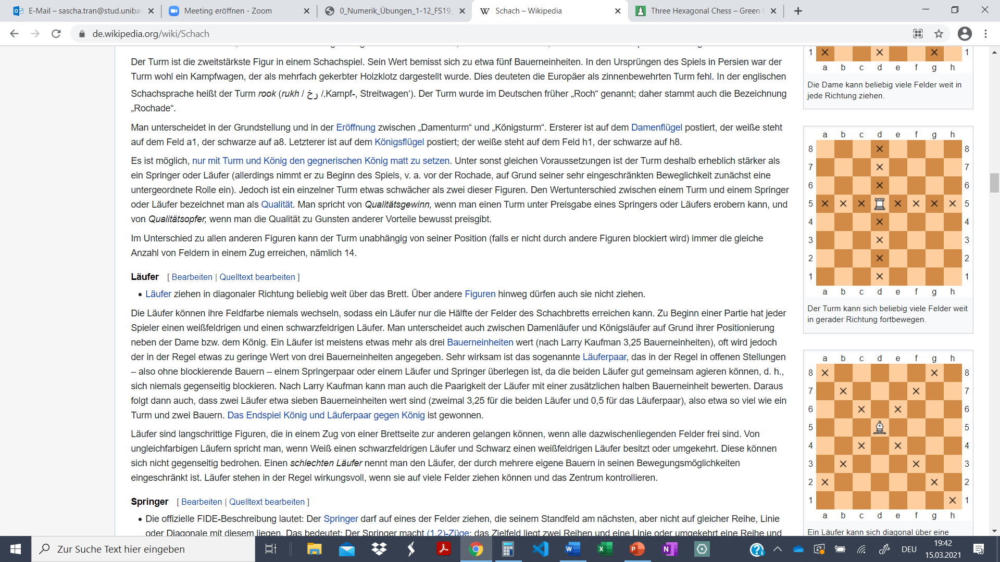 E-Mail – sascha.tran@stud.uniba
Meeting eröffnen - Zoom
0_Numerik_Übungen_1-12_FS19_
Schach – Wikipedia
Three Hexagonal Chess – Green
de.wikipedia.org/wiki/Schach
Der Turm ist die zweitstärkste Figur in einem Schachspiel. Sein Wert bemisst sich zu etwa fünf Bauerneinheiten. In den Ursprüngen des Spiels in Persien war der
Turm wohl ein Kampfwagen, der als mehrfach gekerbter Holzklotz dargestellt wurde. Dies deuteten die Europäer als zinnenbewehrten Turm fehl. In der englischen
Schachsprache heißt der Turm rook (rukh / رخ /‚Kampf-, Streitwagen‘). Der Turm wurde im Deutschen früher „Roch“ genannt; daher stammt auch die Bezeichnung
„Rochade“.
Man unterscheidet in der Grundstellung und in der Eröffnung zwischen „Damenturm“ und „Königsturm“. Ersterer ist auf dem Damenflügel postiert, der weiße steht
auf dem Feld a1, der schwarze auf a8. Letzterer ist auf dem Königsflügel postiert; der weiße steht auf dem Feld h1, der schwarze auf h8.
Es ist möglich, nur mit Turm und König den gegnerischen König matt zu setzen. Unter sonst gleichen Voraussetzungen ist der Turm deshalb erheblich stärker als
ein Springer oder Läufer (allerdings nimmt er zu Beginn des Spiels, v. a. vor der Rochade, auf Grund seiner sehr eingeschränkten Beweglichkeit zunächst eine
untergeordnete Rolle ein). Jedoch ist ein einzelner Turm etwas schwächer als zwei dieser Figuren. Den Wertunterschied zwischen einem Turm und einem Springer
oder Läufer bezeichnet man als Qualität. Man spricht von Qualitätsgewinn, wenn man einen Turm unter Preisgabe eines Springers oder Läufers erobern kann, und
von Qualitätsopfer, wenn man die Qualität zu Gunsten anderer Vorteile bewusst preisgibt.
Im Unterschied zu allen anderen Figuren kann der Turm unabhängig von seiner Position (falls er nicht durch andere Figuren blockiert wird) immer die gleiche
Anzahl von Feldern in einem Zug erreichen, nämlich 14.
Läufer [ Bearbeiten | Quelltext bearbeiten ]
• Läufer ziehen in diagonaler Richtung beliebig weit über das Brett. Über andere Figuren hinweg dürfen auch sie nicht ziehen.
Die Läufer können ihre Feldfarbe niemals wechseln, sodass ein Läufer nur die Hälfte der Felder des Schachbretts erreichen kann. Zu Beginn einer Partie hat jeder
Spieler einen weißfeldrigen und einen schwarzfeldrigen Läufer. Man unterscheidet auch zwischen Damenläufer und Königsläufer auf Grund ihrer Positionierung
neben der Dame bzw. dem König. Ein Läufer ist meistens etwas mehr als drei Bauerneinheiten wert (nach Larry Kaufman 3,25 Bauerneinheiten), oft wird jedoch
der in der Regel etwas zu geringe Wert von drei Bauerneinheiten angegeben. Sehr wirksam ist das sogenannte Läuferpaar, das in der Regel in offenen Stellungen
– also ohne blockierende Bauern – einem Springerpaar oder einem Läufer und Springer überlegen ist, da die beiden Läufer gut gemeinsam agieren können, d. h.,
sich niemals gegenseitig blockieren. Nach Larry Kaufman kann man auch die Paarigkeit der Läufer mit einer zusätzlichen halben Bauerneinheit bewerten. Daraus
folgt dann auch, dass zwei Läufer etwa sieben Bauerneinheiten wert sind (zweimal 3,25 für die beiden Läufer und 0,5 für das Läuferpaar), also etwa so viel wie ein
Turm und zwei Bauern. Das Endspiel König und Läuferpaar gegen König ist gewonnen.
Läufer sind langschrittige Figuren, die in einem Zug von einer Brettseite zur anderen gelangen können, wenn alle dazwischenliegenden Felder frei sind. Von
ungleichfarbigen Läufern spricht man, wenn Weiß einen schwarzfeldrigen Läufer und Schwarz einen weißfeldrigen Läufer besitzt oder umgekehrt. Diese können
sich nicht gegenseitig bedrohen. Einen schlechten Läufer nennt man den Läufer, der durch mehrere eigene Bauern in seinen Bewegungsmöglichkeiten
eingeschränkt ist. Läufer stehen in der Regel wirkungsvoll, wenn sie auf viele Felder ziehen können und das Zentrum kontrollieren.
Springer [ Bearbeiten | Quelltext bearbeiten ]
• Die offizielle FIDE-Beschreibung lautet: Der Springer darf auf eines der Felder ziehen, die seinem Standfeld am nächsten, aber nicht auf gleicher Reihe, Linie
oder Diagonale mit diesem liegen. Das bedeutet: Der Springer macht (1,2)-Züge: das Zielfeld liegt zwei Reihen und eine Linie oder umgekehrt eine Reihe und
1 1
a b c d e f g h
Die Dame kann beliebig viele Felder weit in
jede Richtung ziehen.
a b c d e f g h
8 8
7 7
6 6
5 5
4 4
3 3
2 2
1 1
a b c d e f g h
Der Turm kann sich beliebig viele Felder weit
in gerader Richtung fortbewegen.
a b c d e f g h
8 8
7 7
6 6
5 5
4 4
3 3
2 2
1 1
a b c d e f g h
Ein Läufer kann sich diagonal über eine
Zur Suche Text hier eingeben
DEU
19:42
15.03.2021